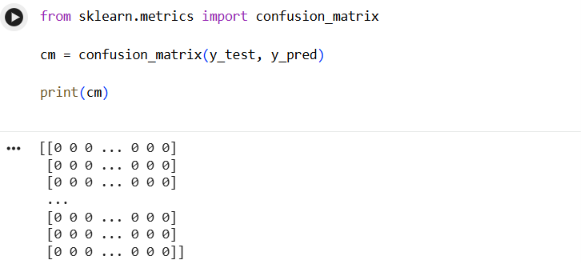 from sklearn.metrics import confusion_matrix
cm = confusion_matrix(y_test, y_pred)
print(cm)
... [[0 0 0 ... 0 0 0]
[0 0 0 ... 0 0 0]
[0 0 0 ... 0 0 0]
...
[0 0 0 ... 0 0 0]
[0 0 0 ... 0 0 0]
[0 0 0 ... 0 0 0]]